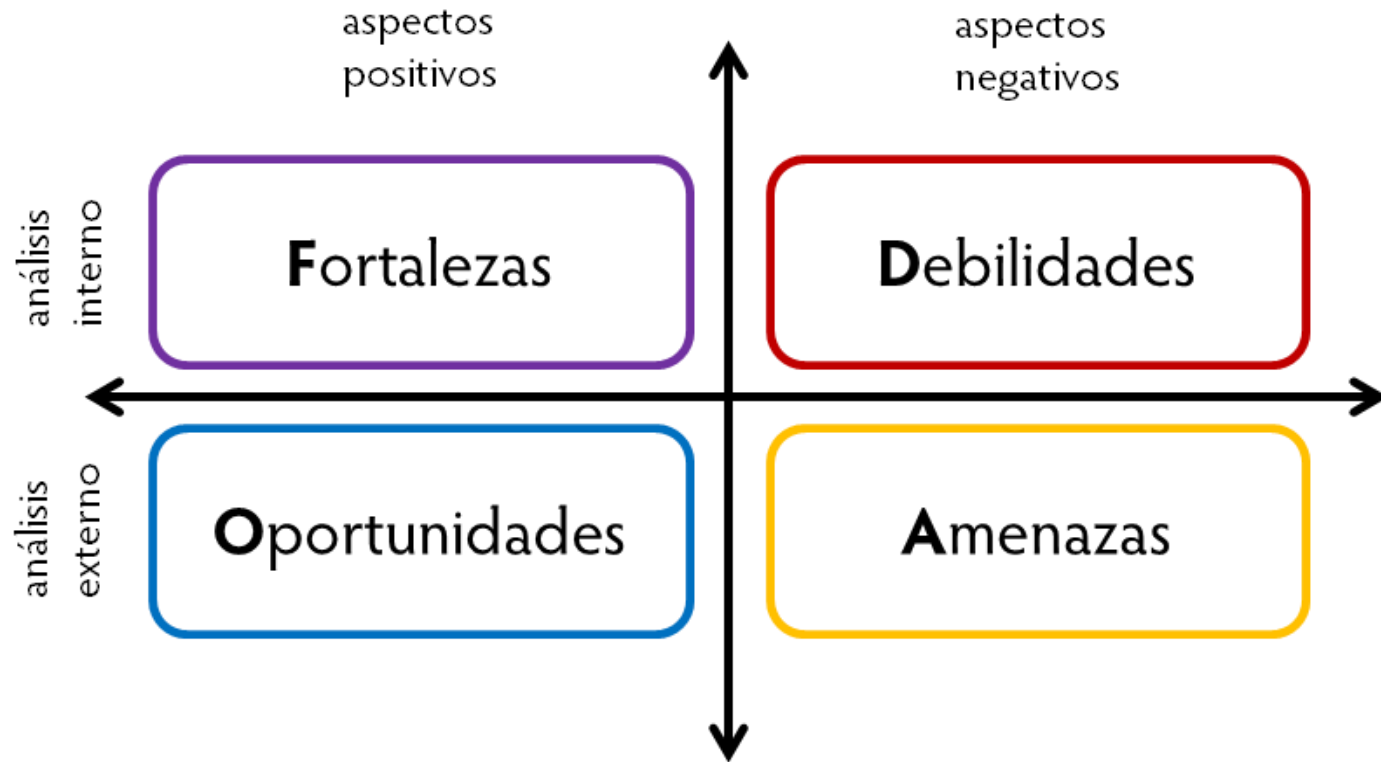 aspectos
positivos
aspectos
negativos
análisis
interno
Fortalezas
Debilidades
análisis
externo
Oportunidades
Amenazas